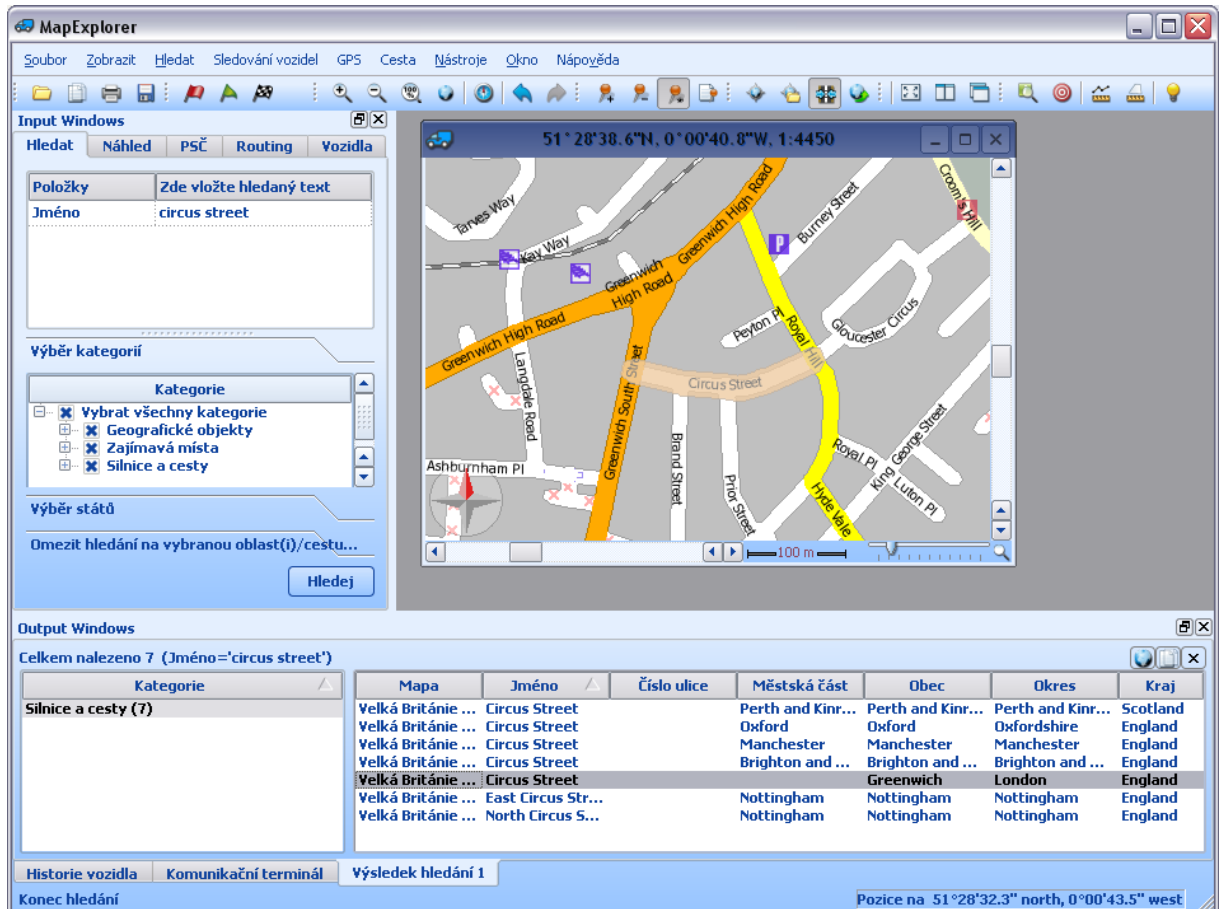 MapExplorer
Soubor Zobrazit Hledat Sledování vozidel GPS Cesta Nástroje Okno Nápověda
Input Windows
Hledat Náhled PSČ Routing Vozidla
Položky Zde vložte hledaný text
Jméno circus street
Výběr kategorií
Kategorie
Vybrat všechny kategorie
Geografické objekty
Zajímavá místa
Silnice a cesty
Výběr států
Omezit hledání na vybranou oblast(i)/cestu...
Hledej
51°28'38.6"N, 0°00'40.8"W, 1:4450
Tarves Way
Kay Way
Greenwich High Road
Burney Street
Croom's Hill
Greenwich High Road
Greenwich High Road
P
Peyton Pl
Royal Hill
Gloucester Circus
Langdale Road
Greenwich South Street
Circus Street
Ashburnham Pl
Brand Street
Prior Street
Royal Pl
King George Street
Luton Pl
Hyde Vale
100 m
Output Windows
Celkem nalezeno 7 (Jméno='circus street')
Kategorie
Silnice a cesty (7)
Mapa Jméno Číslo ulice Městská část Obec Okres Kraj
Velká Británie ... Circus Street Perth and Kinr... Perth and Kinr... Perth and Kinr... Scotland
Velká Británie ... Circus Street Oxford Oxford Oxfordshire England
Velká Británie ... Circus Street Manchester Manchester Manchester England
Velká Británie ... Circus Street Brighton and ... Brighton and ... Brighton and ... England
Velká Británie ... Circus Street Greenwich London England
Velká Británie ... East Circus Str... Nottingham Nottingham Nottingham England
Velká Británie ... North Circus S... Nottingham Nottingham Nottingham England
Historie vozidla Komunikační terminál Výsledek hledání 1
Konec hledání Pozice na 51°28'32.3" north, 0°00'43.5" west